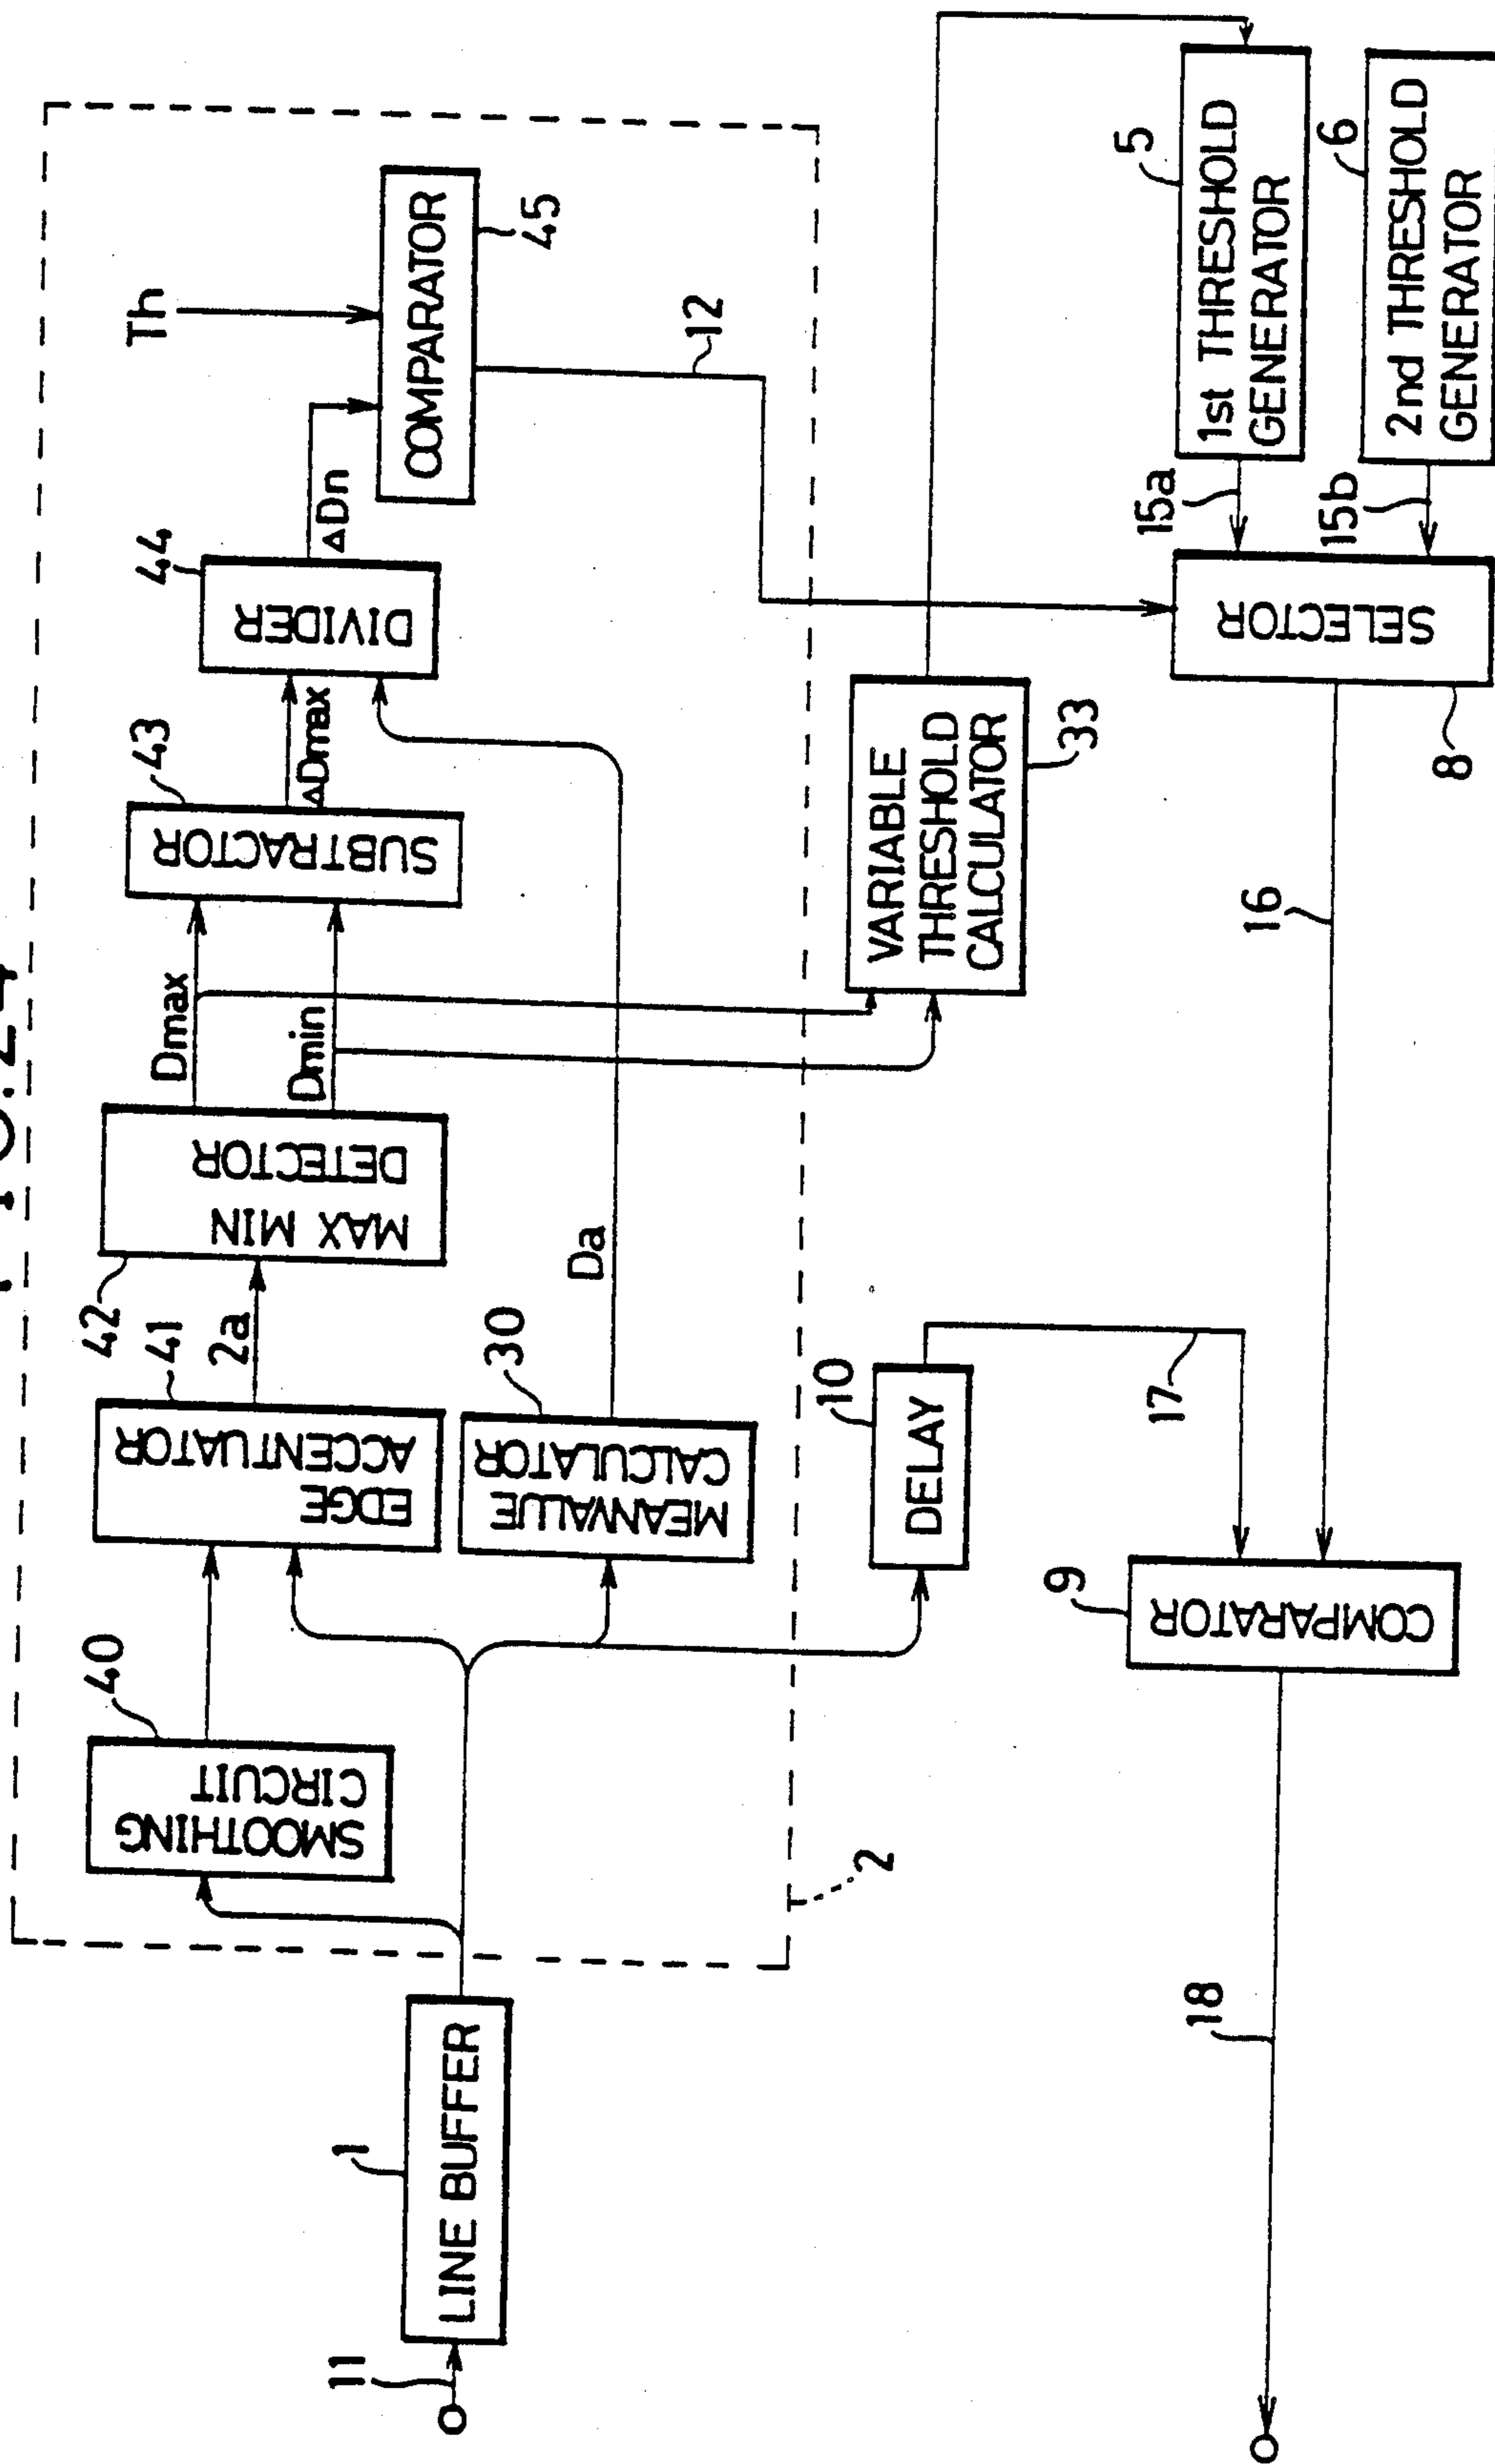 11
1
LINE BUFFER
2
40
SMOOTHING
CIRCUIT
41
EDGE
ACCENTUATOR
2a
30
MEANVALUE
CALCULATOR
Da
42
MAX MIN
DETECTOR
Dmax
Dmin
43
SUBTRACTOR
ΔDmax
44
DIVIDER
ΔDn
Th
COMPARATOR
45
12
10
DELAY
17
VARIABLE
THRESHOLD
CALCULATOR
33
5
1st THRESHOLD
GENERATOR
15a
6
2nd THRESHOLD
GENERATOR
15b
SELECTOR
8
16
9
COMPARATOR
18